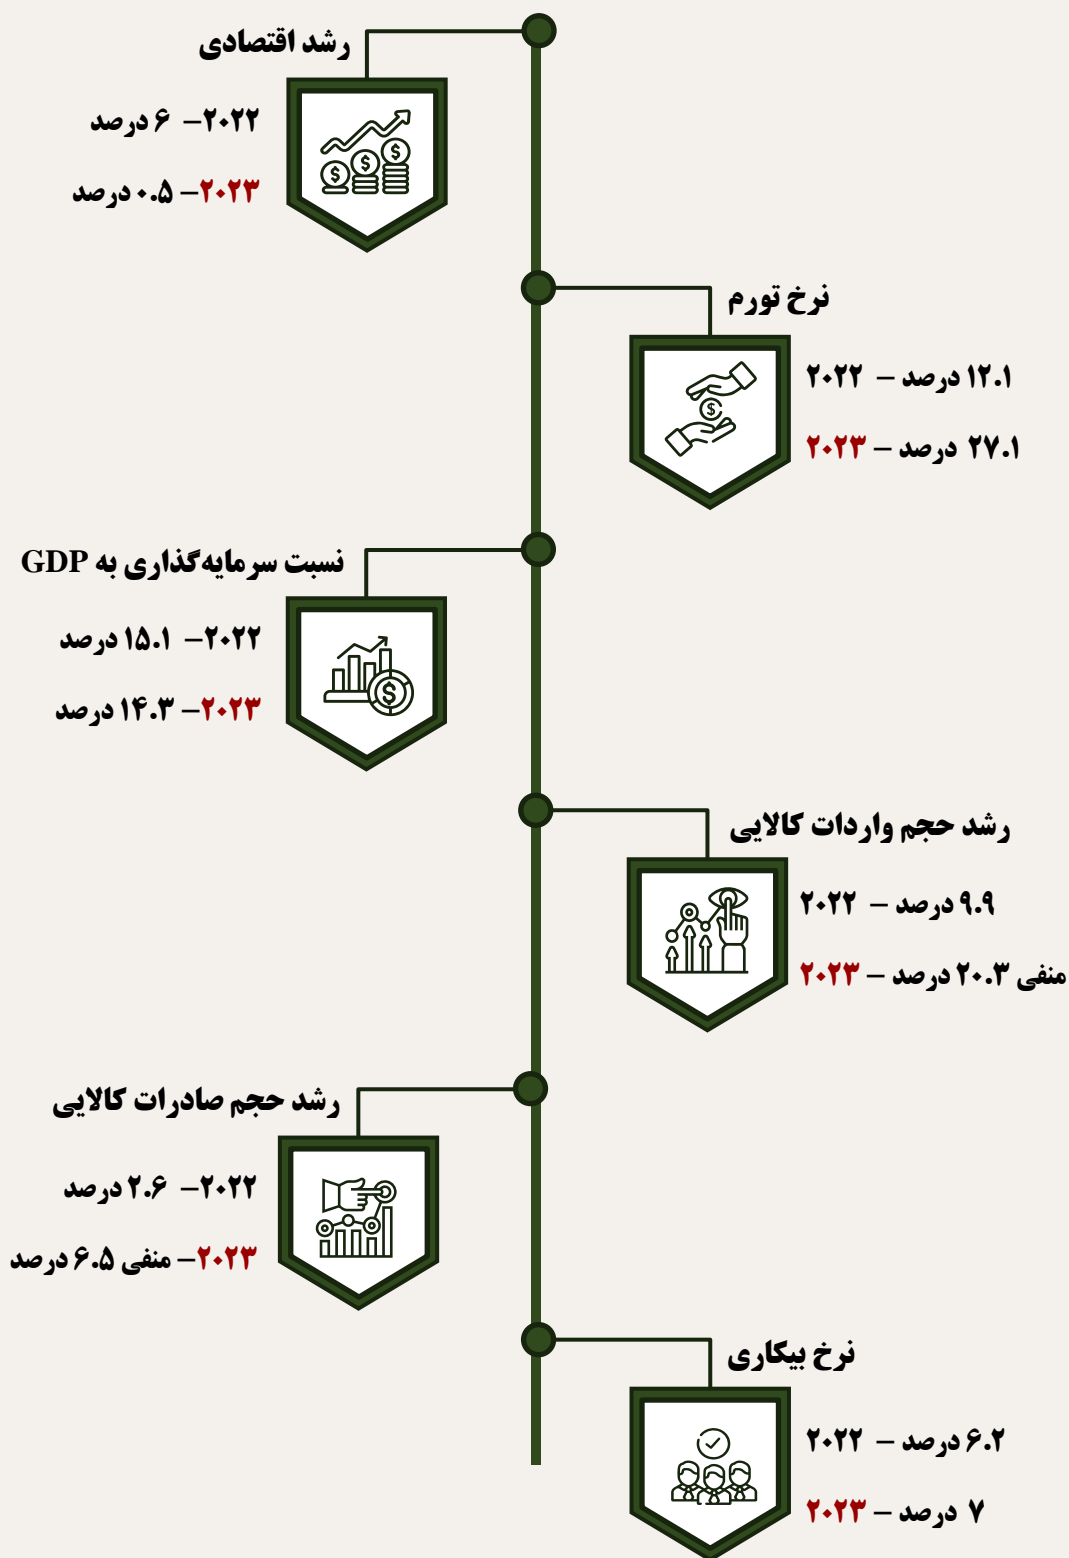 رشد اقتصادی
۲۰۲۲– ۶ درصد
۲۰۲۳– ۰.۵ درصد
نرخ تورم
۱۲.۱ درصد – ۲۰۲۲
۲۷.۱ درصد – ۲۰۲۳
نسبت سرمایه‌گذاری به GDP
۲۰۲۲– ۱۵.۱ درصد
۲۰۲۳– ۱۴.۳ درصد
رشد حجم واردات کالایی
۹.۹ درصد – ۲۰۲۲
منفی ۲۰.۳ درصد – ۲۰۲۳
رشد حجم صادرات کالایی
۲۰۲۲– ۲.۶ درصد
۲۰۲۳– منفی ۶.۵ درصد
نرخ بیکاری
۶.۲ درصد – ۲۰۲۲
۷ درصد – ۲۰۲۳